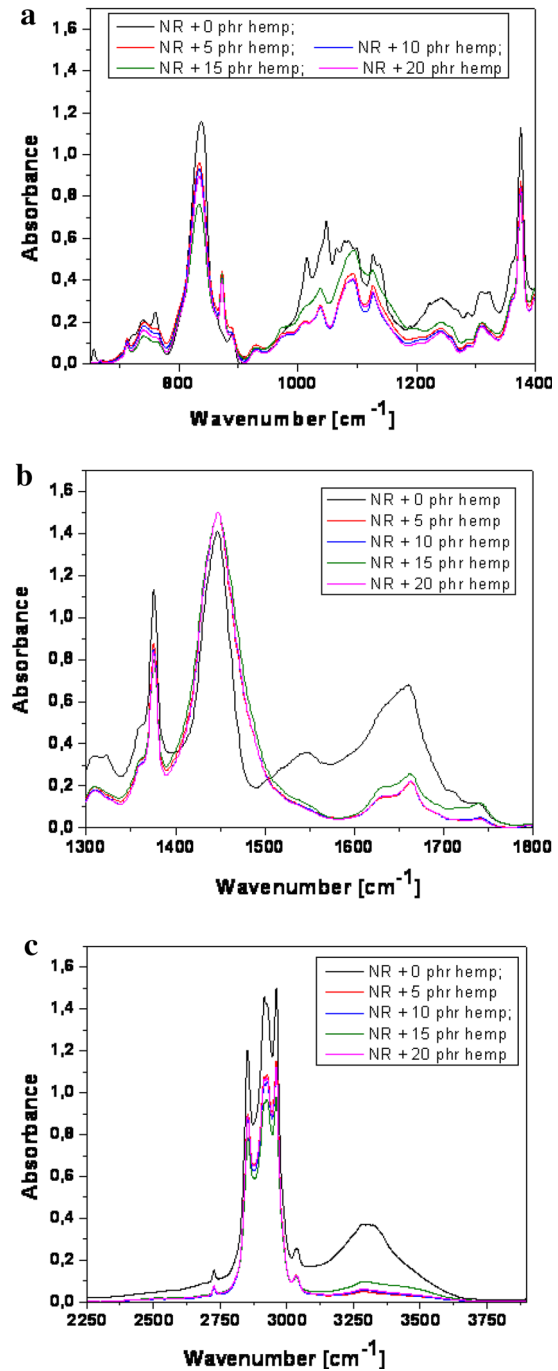 a
NR + 0 phr hemp;
NR + 5 phr hemp; NR + 10 phr hemp;
NR + 15 phr hemp; NR + 20 phr hemp
1,6
1,4
1,2
1,0
0,8
0,6
0,4
0,2
0,0
Absorbance
800 1000 1200 1400
Wavenumber [cm⁻¹]
b
NR + 0 phr hemp
NR + 5 phr hemp
NR + 10 phr hemp
NR + 15 phr hemp
NR + 20 phr hemp
1,6
1,4
1,2
1,0
0,8
0,6
0,4
0,2
0,0
Absorbance
1300 1400 1500 1600 1700 1800
Wavenumber [cm⁻¹]
c
NR + 0 phr hemp;
NR + 5 phr hemp
NR + 10 phr hemp;
NR + 15 phr hemp
NR + 20 phr hemp
1,6
1,4
1,2
1,0
0,8
0,6
0,4
0,2
0,0
Absorbance
2250 2500 2750 3000 3250 3500 3750
Wavenumber [cm⁻¹]